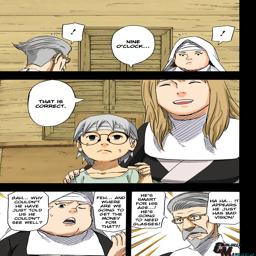 !
NINE
O'CLOCK...
!
THAT IS
CORRECT.
HA HA... !!
IT
APPEARS
HE JUST
HAS BAD
VISION!
HE'S
SMART
FOR HIS
AGE...!
HE'S
GOING
TO NEED
GLASSES!
FEH... AND
WHERE
ARE WE
GOING TO
GET THE
MONEY
FOR
THAT?!
WHY
COULDN'T
HE HAVE
JUST TOLD
US HE
COULDN'T
SEE WELL?